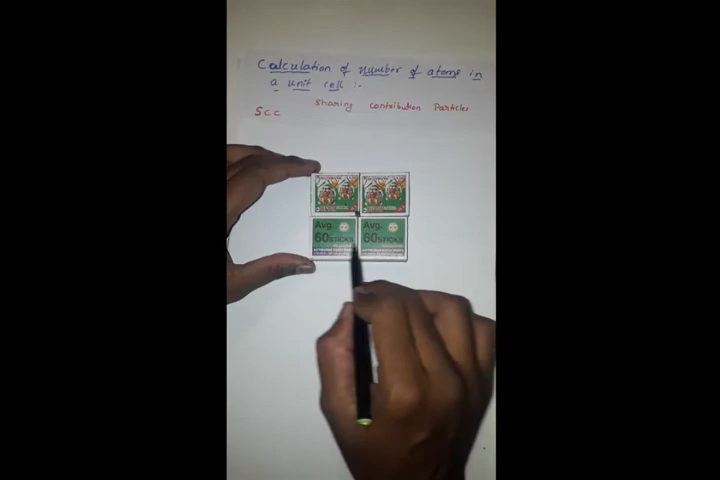 Calculation of number of atoms in
a unit cell :-
Sharing Contribution Particles
SCC
Avg. Avg.
60 STICKS 60 STICKS